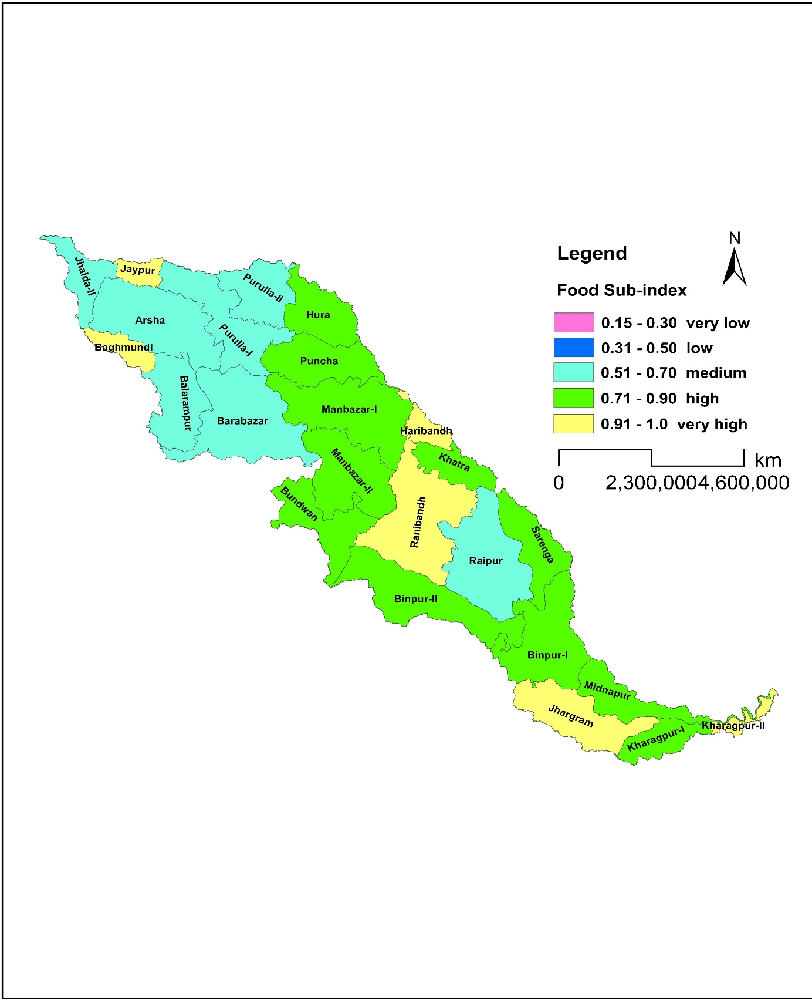 N
Legend
Food Sub-index
0.15 - 0.30 very low
0.31 - 0.50 low
0.51 - 0.70 medium
0.71 - 0.90 high
0.91 - 1.0 very high
km
0 2,300,000 4,600,000
Jhalda-II
Jaypur
Purulia-II
Hura
Arsha
Purulia-I
Baghmundi
Puncha
Balarampur
Barabazar
Manbazar-I
Haribandh
Khatra
Manbazar-II
Bundwan
Ranibandh
Sarenga
Raipur
Binpur-II
Binpur-I
Midnapur
Jhargram
Kharagpur-I
Kharagpur-II